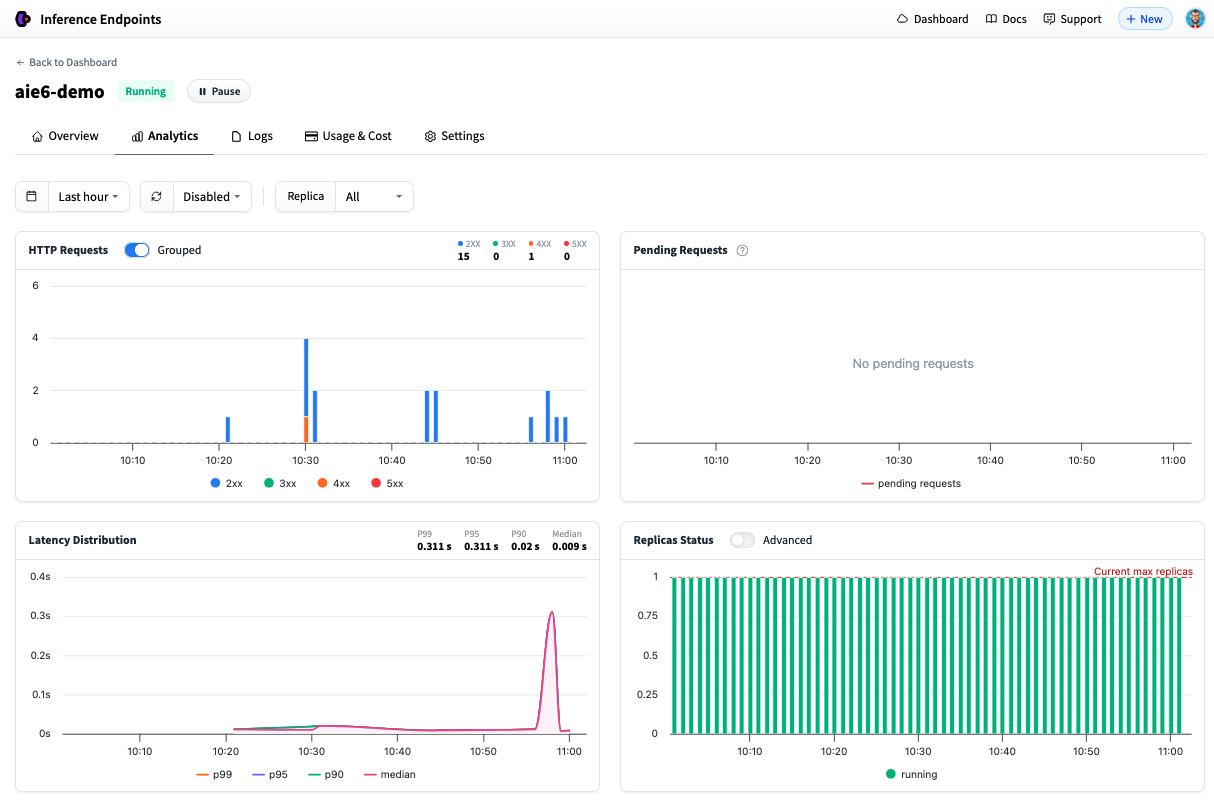 Inference Endpoints
Dashboard Docs Support + New
← Back to Dashboard
aie6-demo Running Pause
Overview Analytics Logs Usage & Cost Settings
Last hour Disabled Replica All
HTTP Requests Grouped
2XX 3XX 4XX 5XX
15 0 1 0
6
4
2
0
10:10 10:20 10:30 10:40 10:50 11:00
2xx 3xx 4xx 5xx
Pending Requests ?
No pending requests
10:10 10:20 10:30 10:40 10:50 11:00
pending requests
Latency Distribution
P99 P95 P90 Median
0.311 s 0.311 s 0.02 s 0.009 s
0.4s
0.3s
0.2s
0.1s
0s
10:10 10:20 10:30 10:40 10:50 11:00
p99 p95 p90 median
Replicas Status Advanced
Current max replicas
1
0.75
0.5
0.25
0
10:10 10:20 10:30 10:40 10:50 11:00
running